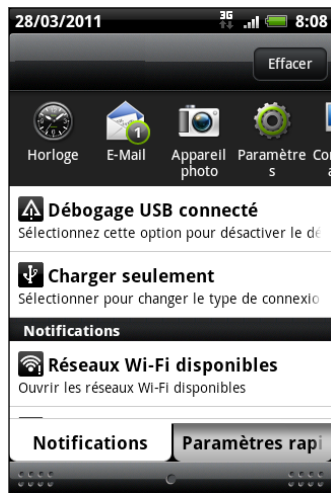 28/03/2011 3G 8:08
Effacer
1
Horloge E-Mail Appareil photo Paramètre s Co
Débogage USB connecté
Sélectionnez cette option pour désactiver le dé
Charger seulement
Sélectionner pour changer le type de connexio
Notifications
Réseaux Wi-Fi disponibles
Ouvrir les réseaux Wi-Fi disponibles
Notifications Paramètres rapi